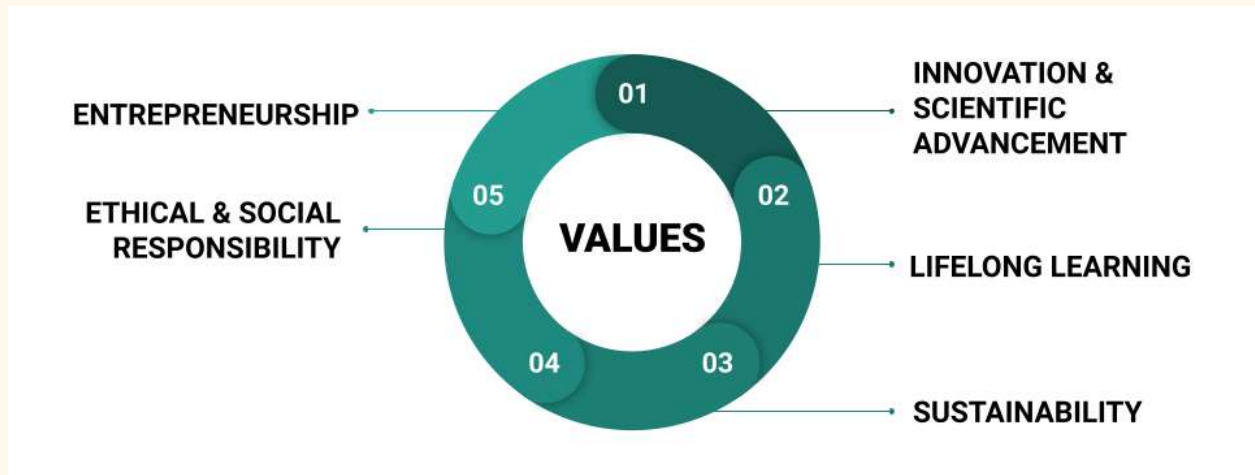 VALUES
01
INNOVATION &
SCIENTIFIC
ADVANCEMENT
02
LIFELONG LEARNING
03
SUSTAINABILITY
04
ETHICAL & SOCIAL
RESPONSIBILITY
05
ENTREPRENEURSHIP